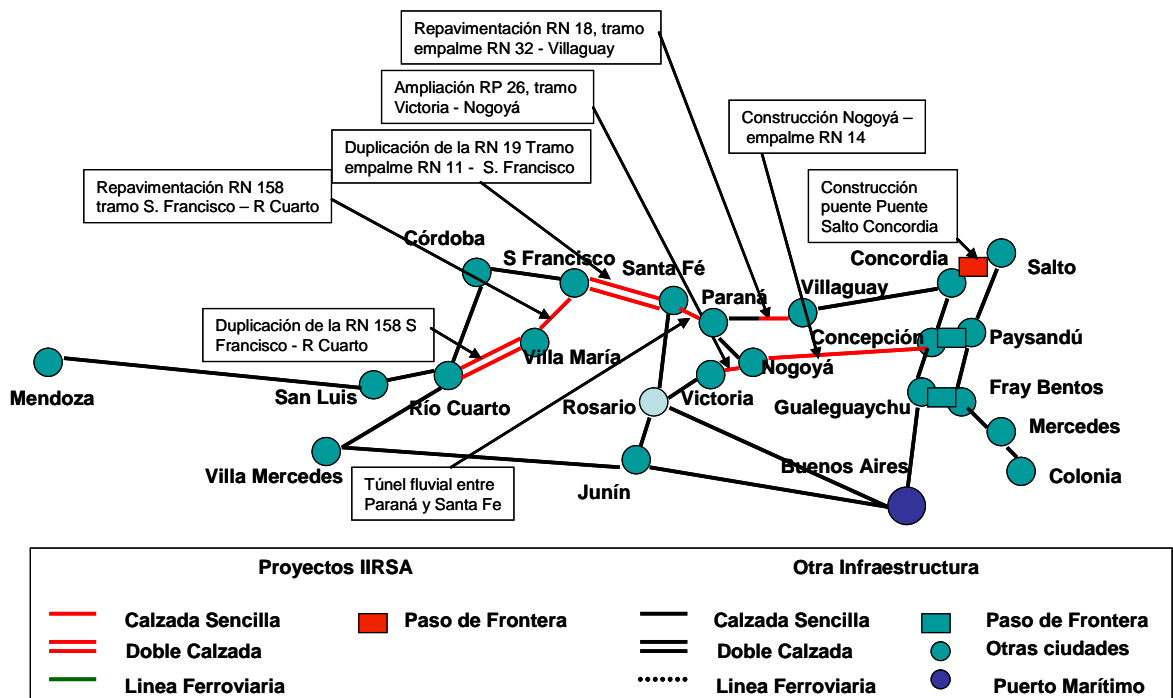 Repavimentación RN 18, tramo
empalme RN 32 - Villaguay
Ampliación RP 26, tramo
Victoria - Nogoyá
Construcción Nogoyá –
empalme RN 14
Duplicación de la RN 19 Tramo
empalme RN 11 - S. Francisco
Repavimentación RN 158
tramo S. Francisco – R Cuarto
Construcción
puente Puente
Salto Concordia
Córdoba
S Francisco
Santa Fé
Concordia
Salto
Paraná
Villaguay
Duplicación de la RN 158 S
Francisco - R Cuarto
Villa María
Concepción
Paysandú
Mendoza
San Luis
Río Cuarto
Rosario
Victoria
Nogoyá
Gualeguaychu
Fray Bentos
Mercedes
Villa Mercedes
Túnel fluvial entre
Paraná y Santa Fe
Junín
Buenos Aires
Colonia
Proyectos IIRSA
Otra Infraestructura
Calzada Sencilla
Paso de Frontera
Calzada Sencilla
Paso de Frontera
Doble Calzada
Doble Calzada
Otras ciudades
Linea Ferroviaria
Linea Ferroviaria
Puerto Marítimo